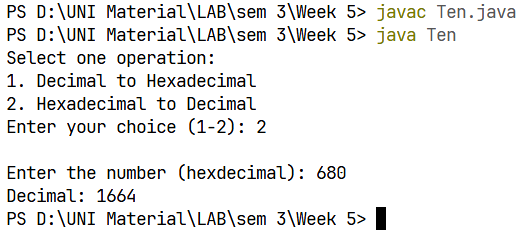 PS D:\UNI Material\LAB\sem 3\Week 5> javac Ten.java
PS D:\UNI Material\LAB\sem 3\Week 5> java Ten
Select one operation:
1. Decimal to Hexadecimal
2. Hexadecimal to Decimal
Enter your choice (1-2): 2
Enter the number (hexdecimal): 680
Decimal: 1664
PS D:\UNI Material\LAB\sem 3\Week 5>